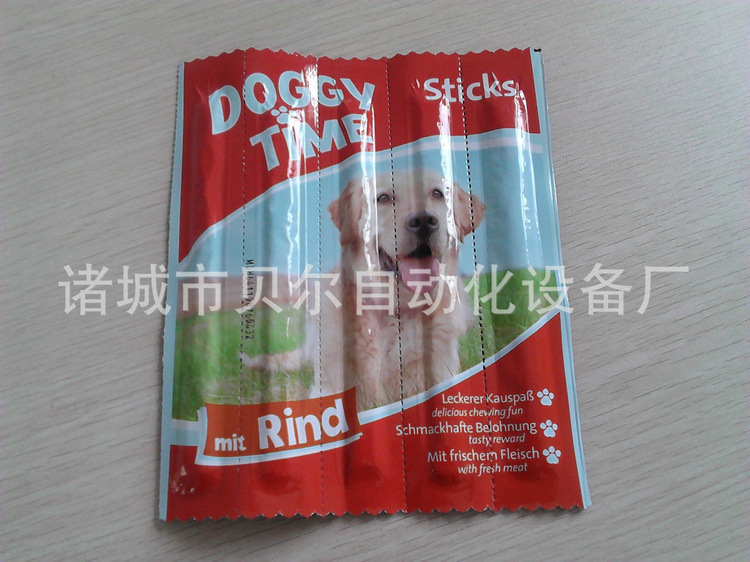 DOGGY
TIME
Sticks
诸城市贝尔自动化设备厂
mit Rind
Leckerer Kauspaß
delicious chewing fun
Schmackhafte Belohnung
tasty reward
Mit frischem Fleisch
with fresh meat